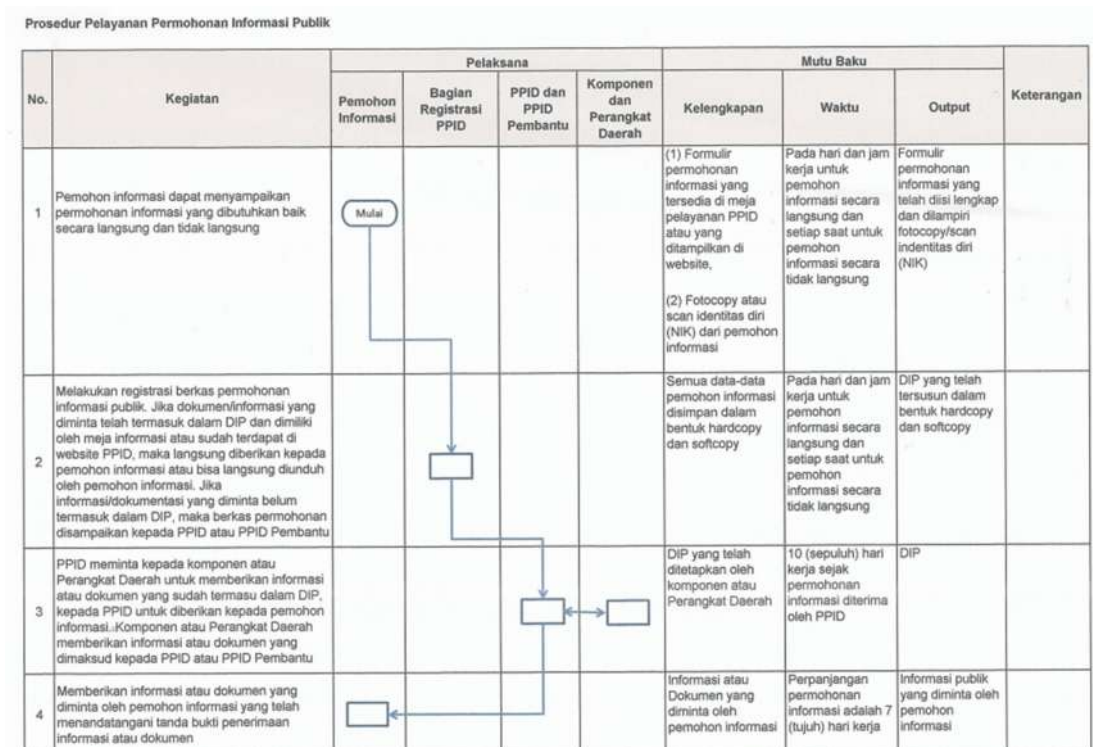 Prosedur Pelayanan Permohonan Informasi Publik
No.
Kegiatan
Pelaksana
Mutu Baku
Keterangan
Pemohon
Informasi
Bagian
Registrasi
PPID
PPID dan
PPID
Pembantu
Komponen
dan
Perangkat
Daerah
Kelengkapan
Waktu
Output
1
Pemohon informasi dapat menyampaikan
permohonan informasi yang dibutuhkan baik
secara langsung dan tidak langsung
Mulai
(1) Formulir
permohonan
informasi yang
tersedia di meja
pelayanan PPID
atau yang
ditampilkan di
website,
(2) Fotocopy atau
scan identitas diri
(NIK) dari pemohon
informasi
Pada hari dan jam
kerja untuk
pemohon
informasi secara
langsung dan
setiap saat untuk
pemohon
informasi secara
tidak langsung
Formulir
permohonan
informasi yang
telah diisi lengkap
dan dilampiri
fotocopy/scan
indentitas diri
(NIK)
2
Melakukan registrasi berkas permohonan
informasi publik. Jika dokumen/informasi yang
diminta telah termasuk dalam DIP dan dimiliki
oleh meja informasi atau sudah terdapat di
website PPID, maka langsung diberikan kepada
pemohon informasi atau bisa langsung diunduh
oleh pemohon informasi. Jika
informasi/dokumentasi yang diminta belum
termasuk dalam DIP, maka berkas permohonan
disampaikan kepada PPID atau PPID Pembantu
Semua data-data
pemohon informasi
disimpan dalam
bentuk hardcopy
dan softcopy
Pada hari dan jam
kerja untuk
pemohon
informasi secara
langsung dan
setiap saat untuk
pemohon
informasi secara
tidak langsung
DIP yang telah
tersusun dalam
bentuk hardcopy
dan softcopy
3
PPID meminta kepada komponen atau
Perangkat Daerah untuk memberikan informasi
atau dokumen yang sudah termasu dalam DIP,
kepada PPID untuk diberikan kepada pemohon
informasi. Komponen atau Perangkat Daerah
memberikan informasi atau dokumen yang
dimaksud kepada PPID atau PPID Pembantu
DIP yang telah
ditetapkan oleh
komponen atau
Perangkat Daerah
10 (sepuluh) hari
kerja sejak
permohonan
informasi diterima
oleh PPID
DIP
4
Memberikan informasi atau dokumen yang
diminta oleh pemohon informasi yang telah
menandatangani tanda bukti penerimaan
informasi atau dokumen
Informasi atau
Dokumen yang
diminta oleh
pemohon informasi
Perpanjangan
permohonan
informasi adalah 7
(tujuh) hari kerja
Informasi publik
yang diminta oleh
pemohon
informasi